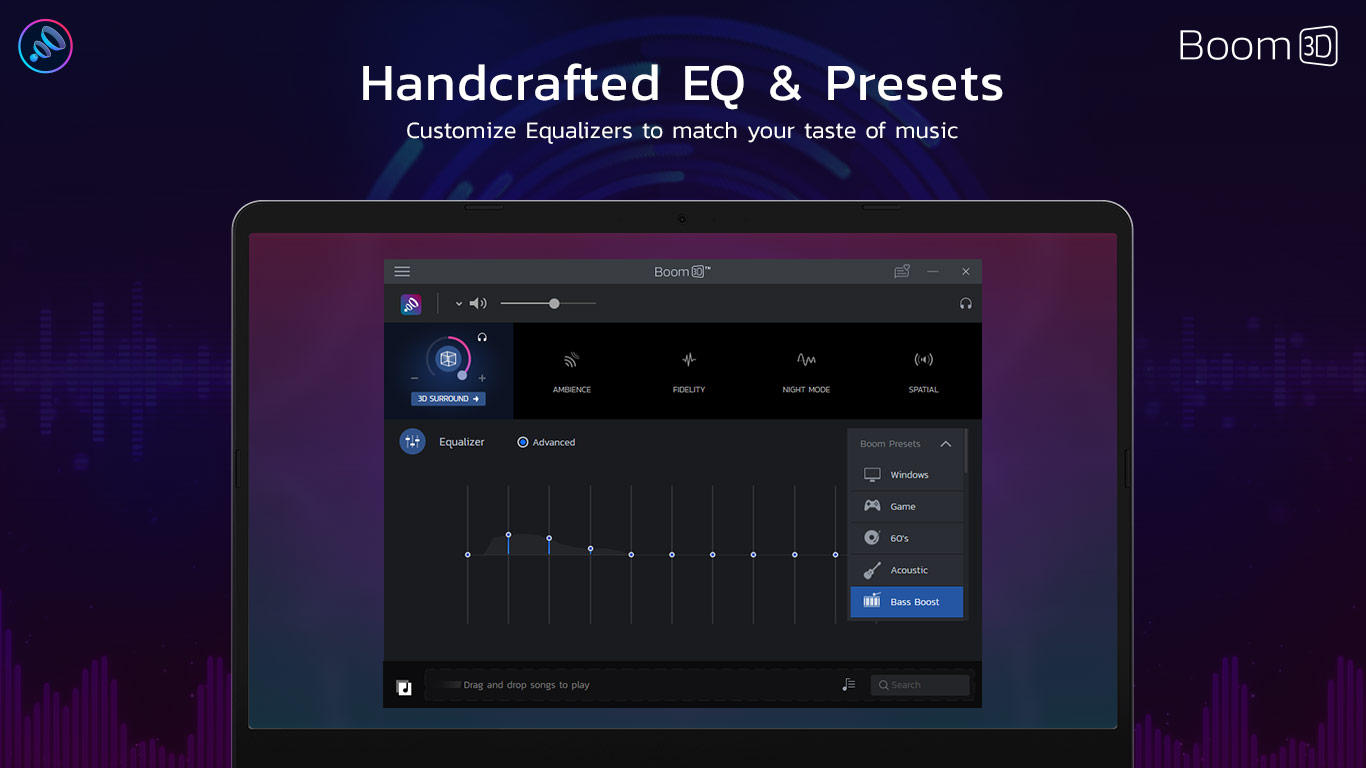 Boom 3D
Handcrafted EQ & Presets
Customize Equalizers to match your taste of music
Boom 3D™
3D SURROUND
AMBIENCE
FIDELITY
NIGHT MODE
SPATIAL
Equalizer
Advanced
Boom Presets
Windows
Game
60's
Acoustic
Bass Boost
Drag and drop songs to play
Search